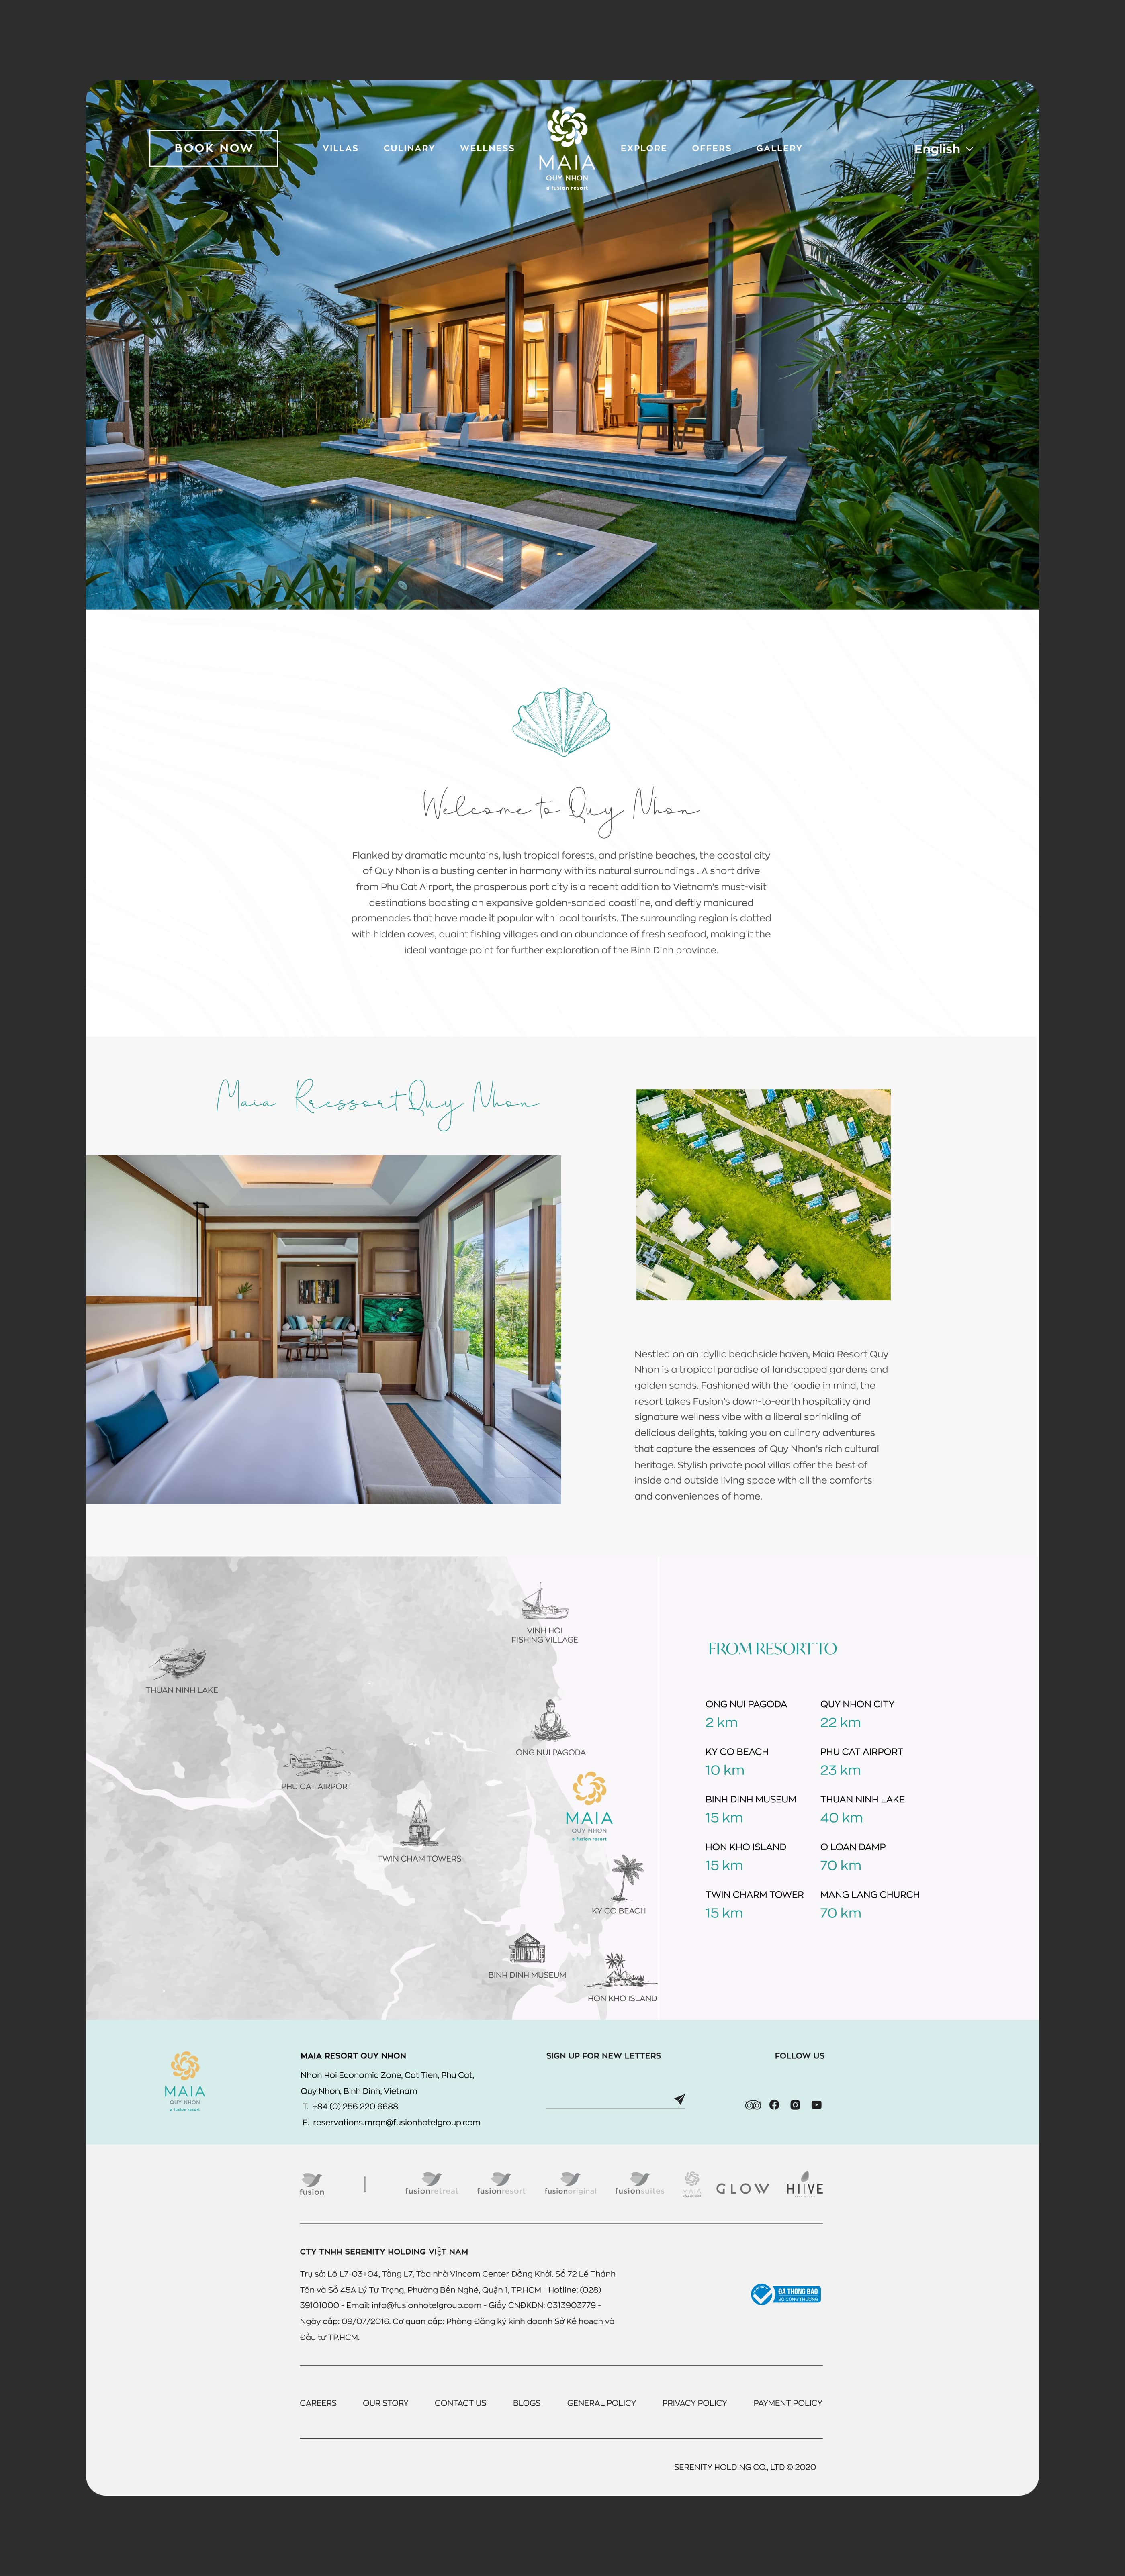 BOOK NOW
VILLAS
CULINARY
WELLNESS
MAIA
QUY NHON
a fusion resort
EXPLORE
OFFERS
GALLERY
English
Welcome to Quy Nhon
Flanked by dramatic mountains, lush tropical forests, and pristine beaches, the coastal city
of Quy Nhon is a busting center in harmony with its natural surroundings . A short drive
from Phu Cat Airport, the prosperous port city is a recent addition to Vietnam's must-visit
destinations boasting an expansive golden-sanded coastline, and deftly manicured
promenades that have made it popular with local tourists. The surrounding region is dotted
with hidden coves, quaint fishing villages and an abundance of fresh seafood, making it the
ideal vantage point for further exploration of the Binh Dinh province.
Maia Rressort Quy Nhon
Nestled on an idyllic beachside haven, Maia Resort Quy
Nhon is a tropical paradise of landscaped gardens and
golden sands. Fashioned with the foodie in mind, the
resort takes Fusion's down-to-earth hospitality and
signature wellness vibe with a liberal sprinkling of
delicious delights, taking you on culinary adventures
that capture the essences of Quy Nhon's rich cultural
heritage. Stylish private pool villas offer the best of
inside and outside living space with all the comforts
and conveniences of home.
VINH HOI
FISHING VILLAGE
THUAN NINH LAKE
ONG NUI PAGODA
PHU CAT AIRPORT
MAIA
QUY NHON
a fusion resort
TWIN CHAM TOWERS
KY CO BEACH
BINH DINH MUSEUM
HON KHO ISLAND
FROM RESORT TO
ONG NUI PAGODA
2 km
QUY NHON CITY
22 km
KY CO BEACH
10 km
PHU CAT AIRPORT
23 km
BINH DINH MUSEUM
15 km
THUAN NINH LAKE
40 km
HON KHO ISLAND
15 km
O LOAN DAMP
70 km
TWIN CHARM TOWER
15 km
MANG LANG CHURCH
70 km
MAIA
QUY NHON
a fusion resort
MAIA RESORT QUY NHON
Nhon Hoi Economic Zone, Cat Tien, Phu Cat,
Quy Nhon, Binh Dinh, Vietnam
T. +84 (0) 256 220 6688
E. reservations.mrqn@fusionhotelgroup.com
SIGN UP FOR NEW LETTERS
FOLLOW US
fusion
fusionretreat
fusionresort
fusionoriginal
fusionsuites
MAIA
GLOW
HIIVE
CTY TNHH SERENITY HOLDING VIỆT NAM
Trụ sở: Lô L7-03+04, Tầng L7, Tòa nhà Vincom Center Đồng Khởi. Số 72 Lê Thánh
Tôn và Số 45A Lý Tự Trọng, Phường Bến Nghé, Quận 1, TP.HCM - Hotline: (028)
39101000 - Email: info@fusionhotelgroup.com - Giấy CNĐKDN: 0313903779 -
Ngày cấp: 09/07/2016. Cơ quan cấp: Phòng Đăng ký kinh doanh Sở Kế hoạch và
Đầu tư TP.HCM.
ĐÃ THÔNG BÁO
BỘ CÔNG THƯƠNG
CAREERS
OUR STORY
CONTACT US
BLOGS
GENERAL POLICY
PRIVACY POLICY
PAYMENT POLICY
SERENITY HOLDING CO., LTD © 2020